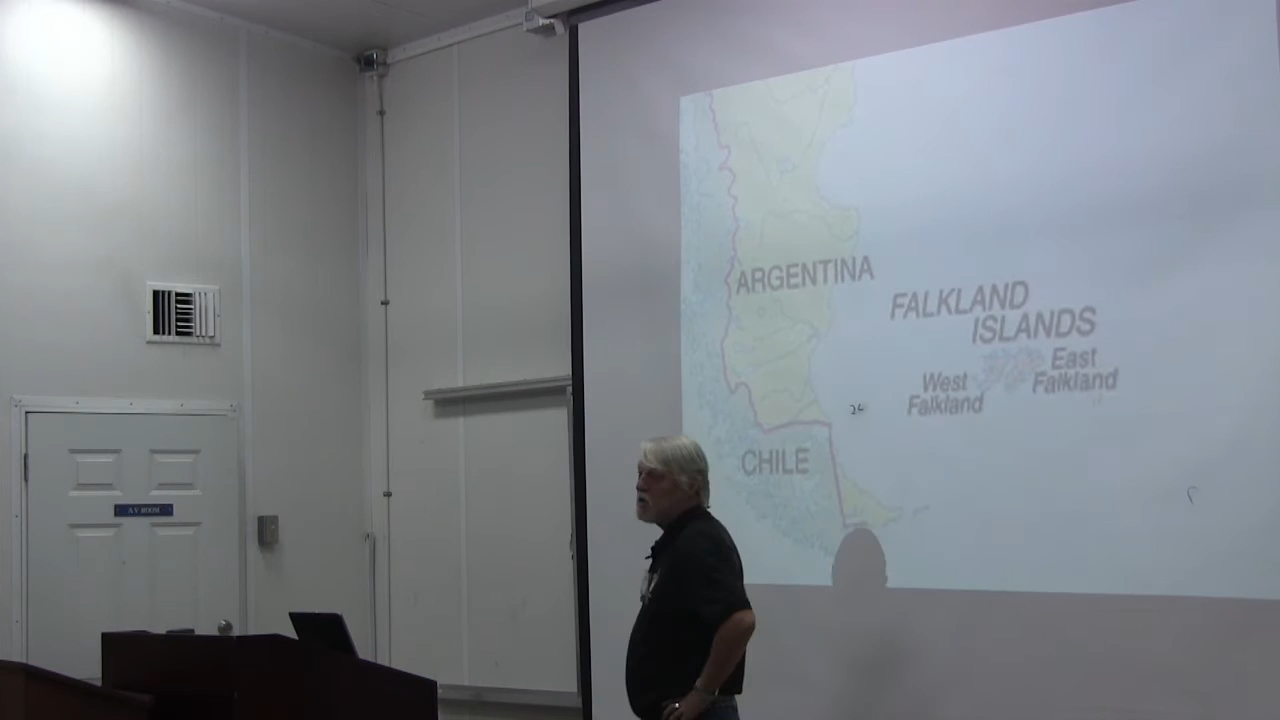 ARGENTINA
FALKLAND
ISLANDS
East
Falkland
West
Falkland
CHILE
A V ROOM